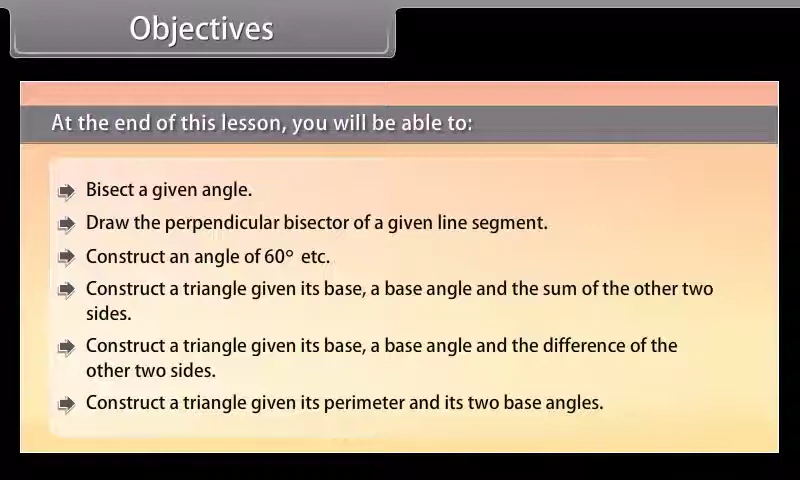 Objectives
At the end of this lesson, you will be able to:
Bisect a given angle.
Draw the perpendicular bisector of a given line segment.
Construct an angle of 60° etc.
Construct a triangle given its base, a base angle and the sum of the other two
sides.
Construct a triangle given its base, a base angle and the difference of the
other two sides.
Construct a triangle given its perimeter and its two base angles.